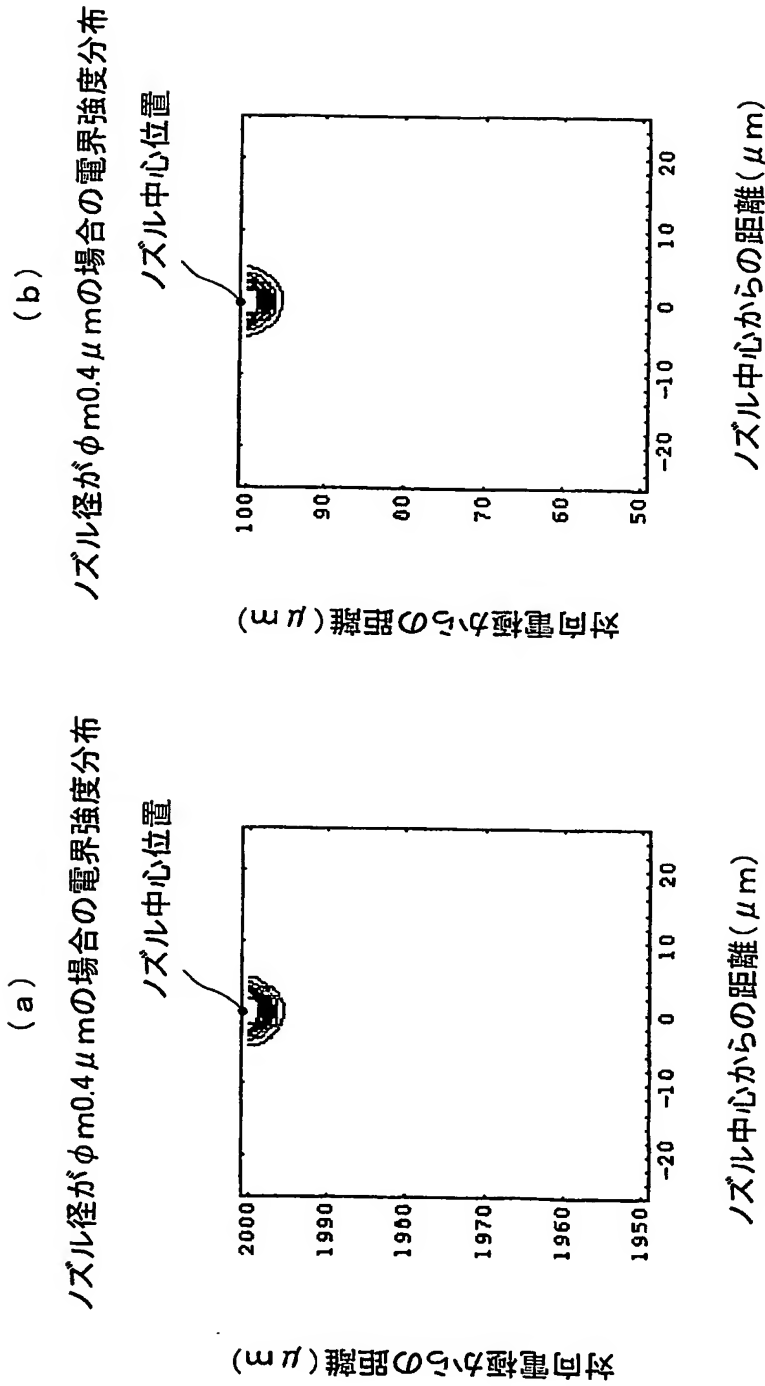 (a)
ノズル径がφm0.4μmの場合の電界強度分布
ノズル中心位置
対向電極からの距離(μm)
2000
1990
1980
1970
1960
1950
-20
-10
0
10
20
ノズル中心からの距離(μm)
(b)
ノズル径がφm0.4μmの場合の電界強度分布
ノズル中心位置
対向電極からの距離(μm)
100
90
80
70
60
50
-20
-10
0
10
20
ノズル中心からの距離(μm)